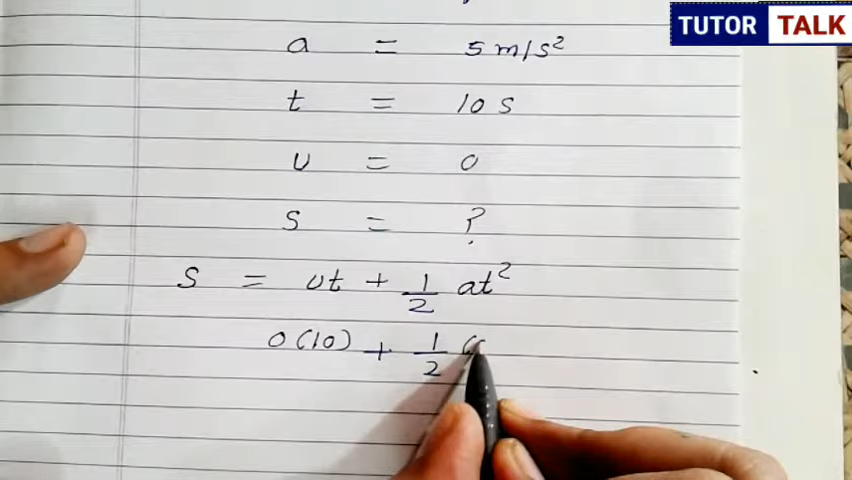 TUTOR TALK
a = 5 m/s²
t = 10 s
u = 0
S = ?
S = ut + 1/2 at²
0(10) + 1/2 (